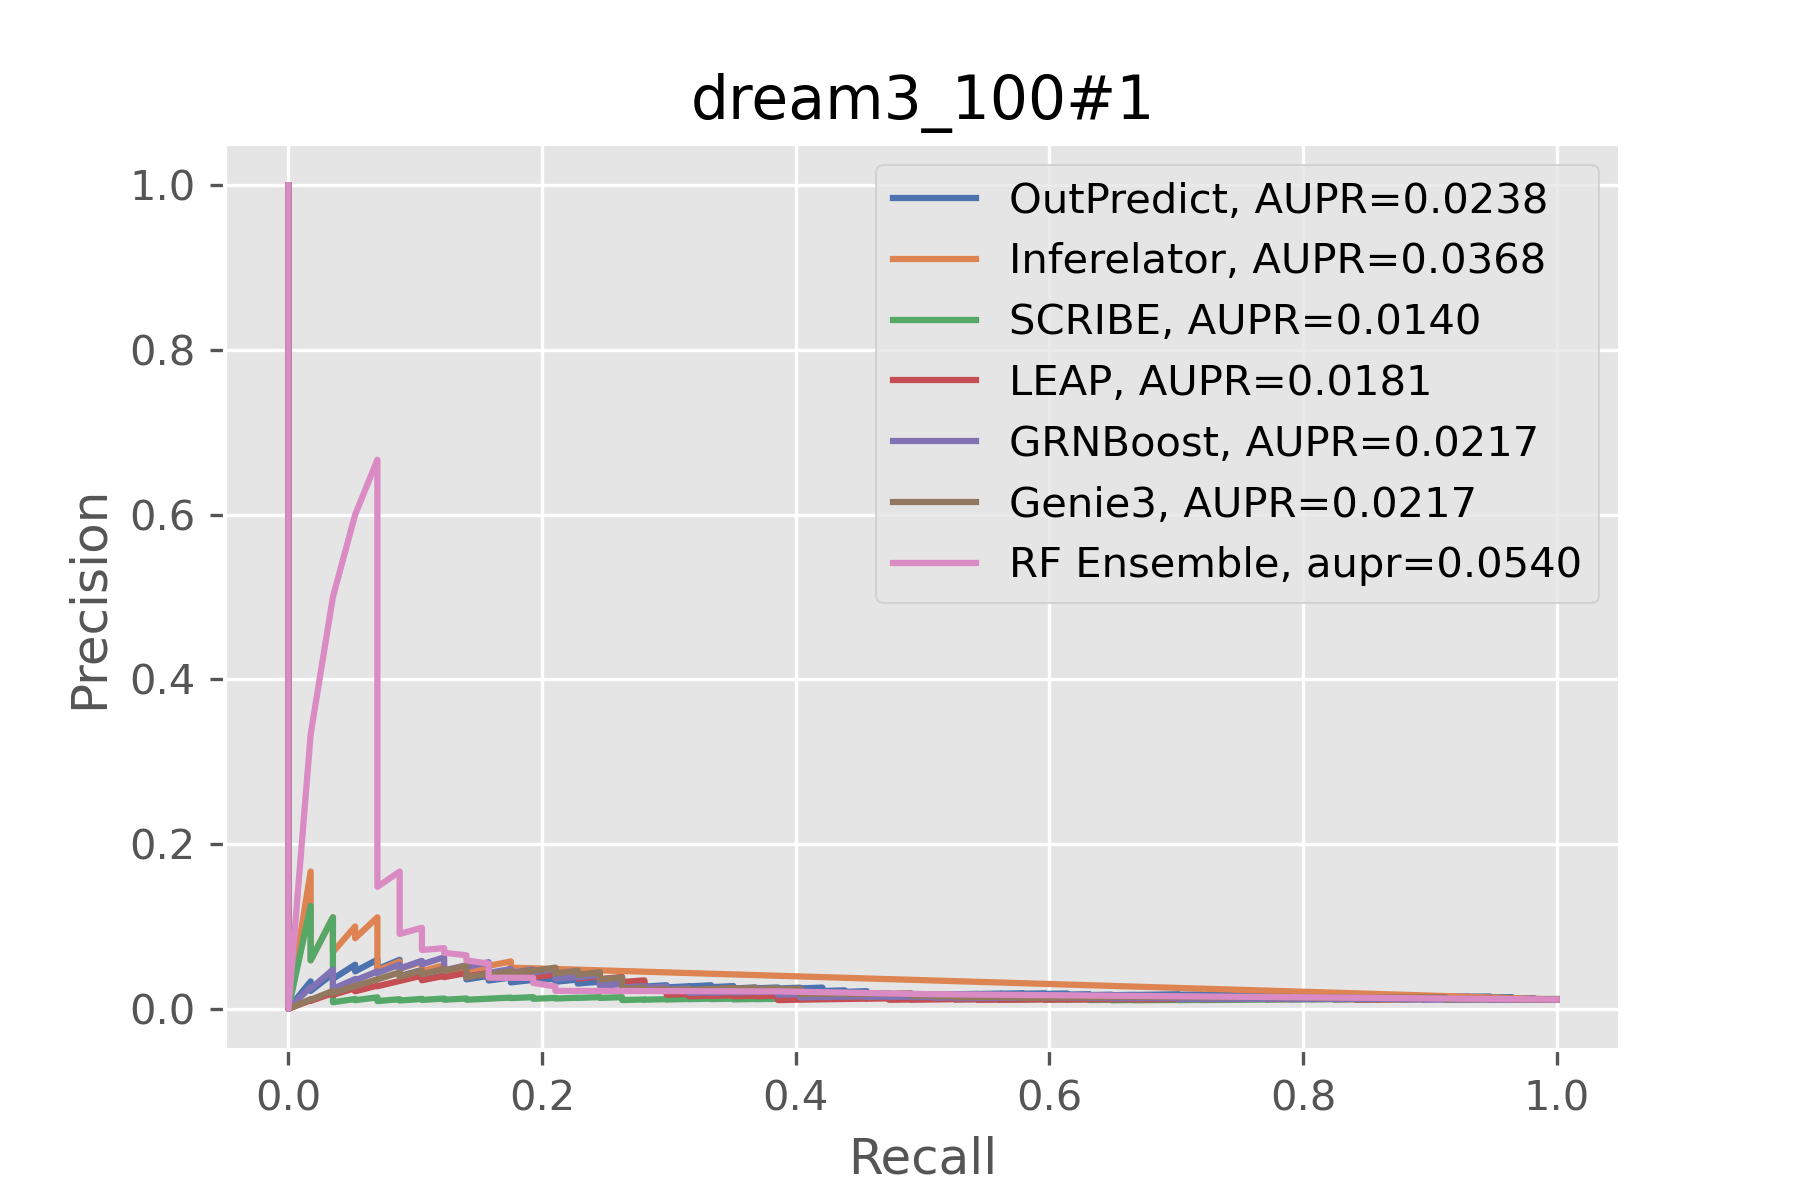 dream3_100#1
1.0
0.8
0.6
0.4
0.2
0.0
Precision
OutPredict, AUPR=0.0238
Inferelator, AUPR=0.0368
SCRIBE, AUPR=0.0140
LEAP, AUPR=0.0181
GRNBoost, AUPR=0.0217
Genie3, AUPR=0.0217
RF Ensemble, aupr=0.0540
0.0 0.2 0.4 0.6 0.8 1.0
Recall